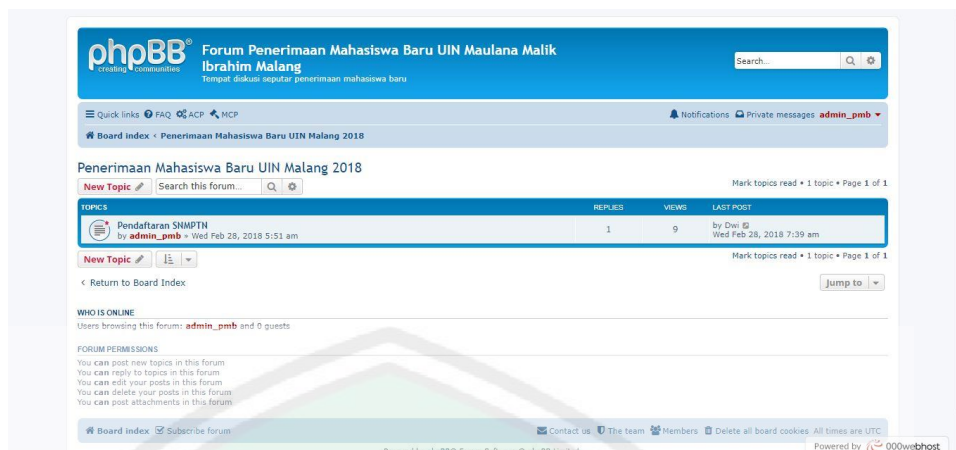 phpBB®
creating communities
Forum Penerimaan Mahasiswa Baru UIN Maulana Malik
Ibrahim Malang
Tempat diskusi seputar penerimaan mahasiswa baru
Search...
Quick links FAQ ACP MCP
Notifications Private messages admin_pmb
Board index ‹ Penerimaan Mahasiswa Baru UIN Malang 2018
Penerimaan Mahasiswa Baru UIN Malang 2018
New Topic Search this forum...
Mark topics read • 1 topic • Page 1 of 1
TOPICS REPLIES VIEWS LAST POST
Pendaftaran SNMPTN
by admin_pmb » Wed Feb 28, 2018 5:51 am
1 9
by Dwi
Wed Feb 28, 2018 7:39 am
New Topic
Mark topics read • 1 topic • Page 1 of 1
‹ Return to Board Index
Jump to
WHO IS ONLINE
Users browsing this forum: admin_pmb and 0 guests
FORUM PERMISSIONS
You can post new topics in this forum
You can reply to topics in this forum
You can edit your posts in this forum
You can delete your posts in this forum
You can post attachments in this forum
Board index Subscribe forum
Contact us The team Members Delete all board cookies All times are UTC
Powered by 000webhost